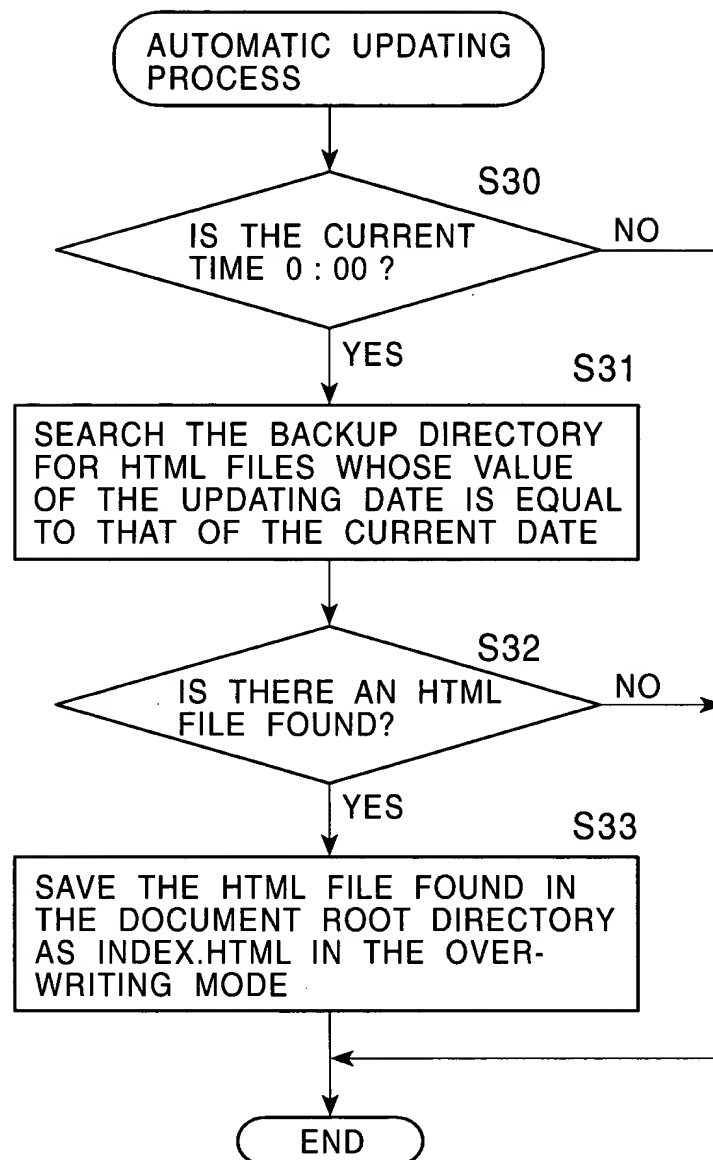 AUTOMATIC UPDATING
PROCESS
S30
IS THE CURRENT
TIME 0 : 00 ?
NO
YES
S31
SEARCH THE BACKUP DIRECTORY
FOR HTML FILES WHOSE VALUE
OF THE UPDATING DATE IS EQUAL
TO THAT OF THE CURRENT DATE
S32
IS THERE AN HTML
FILE FOUND?
NO
YES
S33
SAVE THE HTML FILE FOUND IN
THE DOCUMENT ROOT DIRECTORY
AS INDEX.HTML IN THE OVER-
WRITING MODE
END